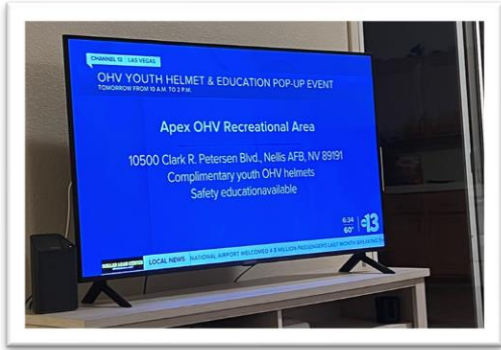 CHANNEL 13 LAS VEGAS
OHV YOUTH HELMET & EDUCATION POP-UP EVENT
TOMORROW FROM 10 A.M. TO 2 P.M.
Apex OHV Recreational Area
10500 Clark R. Petersen Blvd., Nellis AFB, NV 89191
Complimentary youth OHV helmets
Safety educationavailable
6:34
60°
13
LOCAL NEWS NATIONAL AIRPORT WELCOMED 4.8 MILLION PASSENGERS LAST MONTH